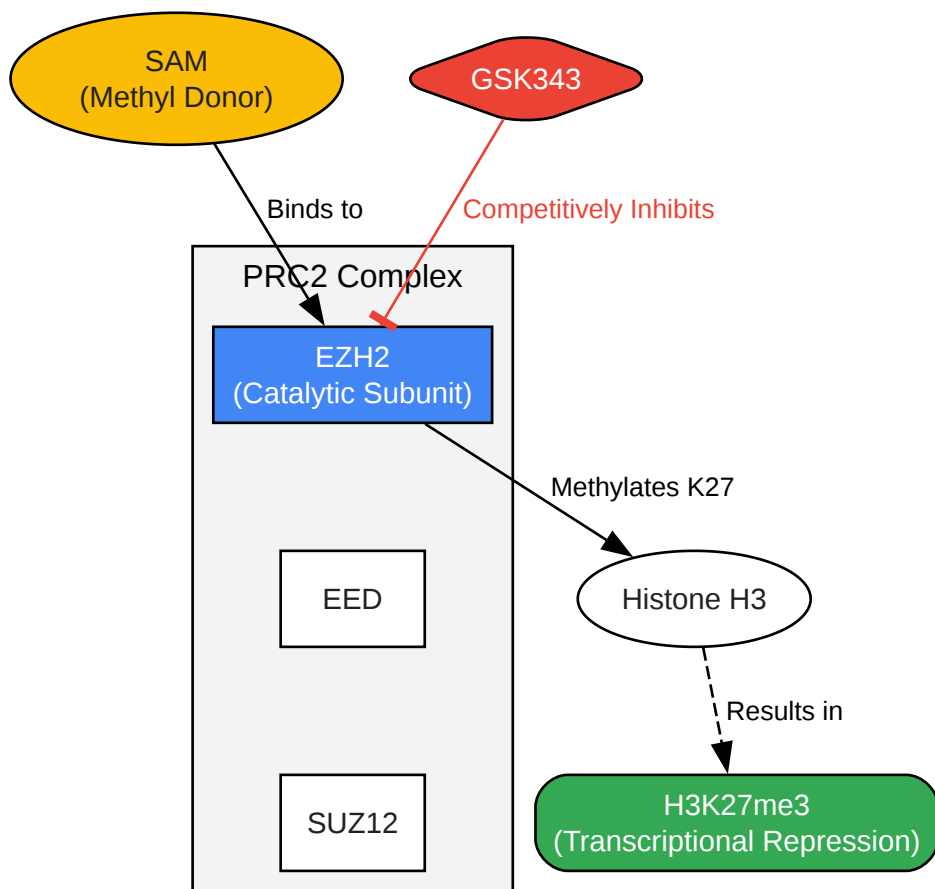 SAM
(Methyl Donor)
GSK343
Binds to
Competitively Inhibits
PRC2 Complex
EZH2
(Catalytic Subunit)
Methylates K27
EED
Histone H3
Results in
SUZ12
H3K27me3
(Transcriptional Repression)